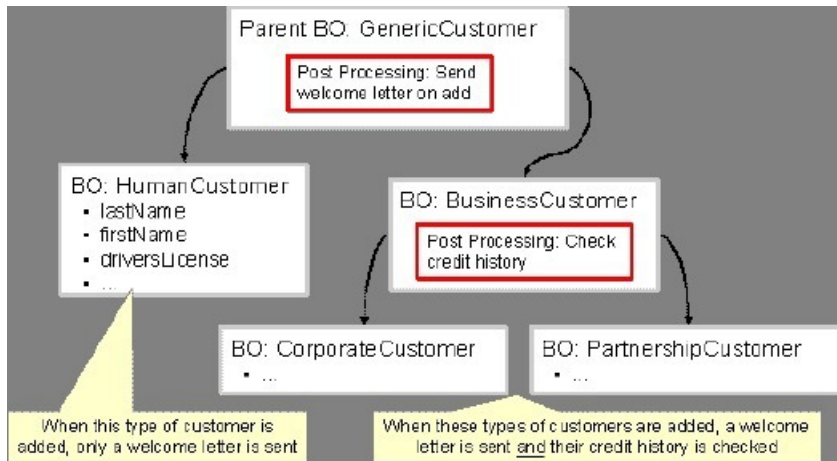 Parent BO: GenericCustomer
Post Processing: Send
welcome letter on add
BO: HumanCustomer
▪ lastName
▪ firstName
▪ driversLicense
▪ ...
BO: BusinessCustomer
Post Processing: Check
credit history
BO: CorporateCustomer
▪ ...
BO: PartnershipCustomer
▪ ...
When this type of customer is
added, only a welcome letter is sent
When these types of customers are added, a welcome
letter is sent and their credit history is checked